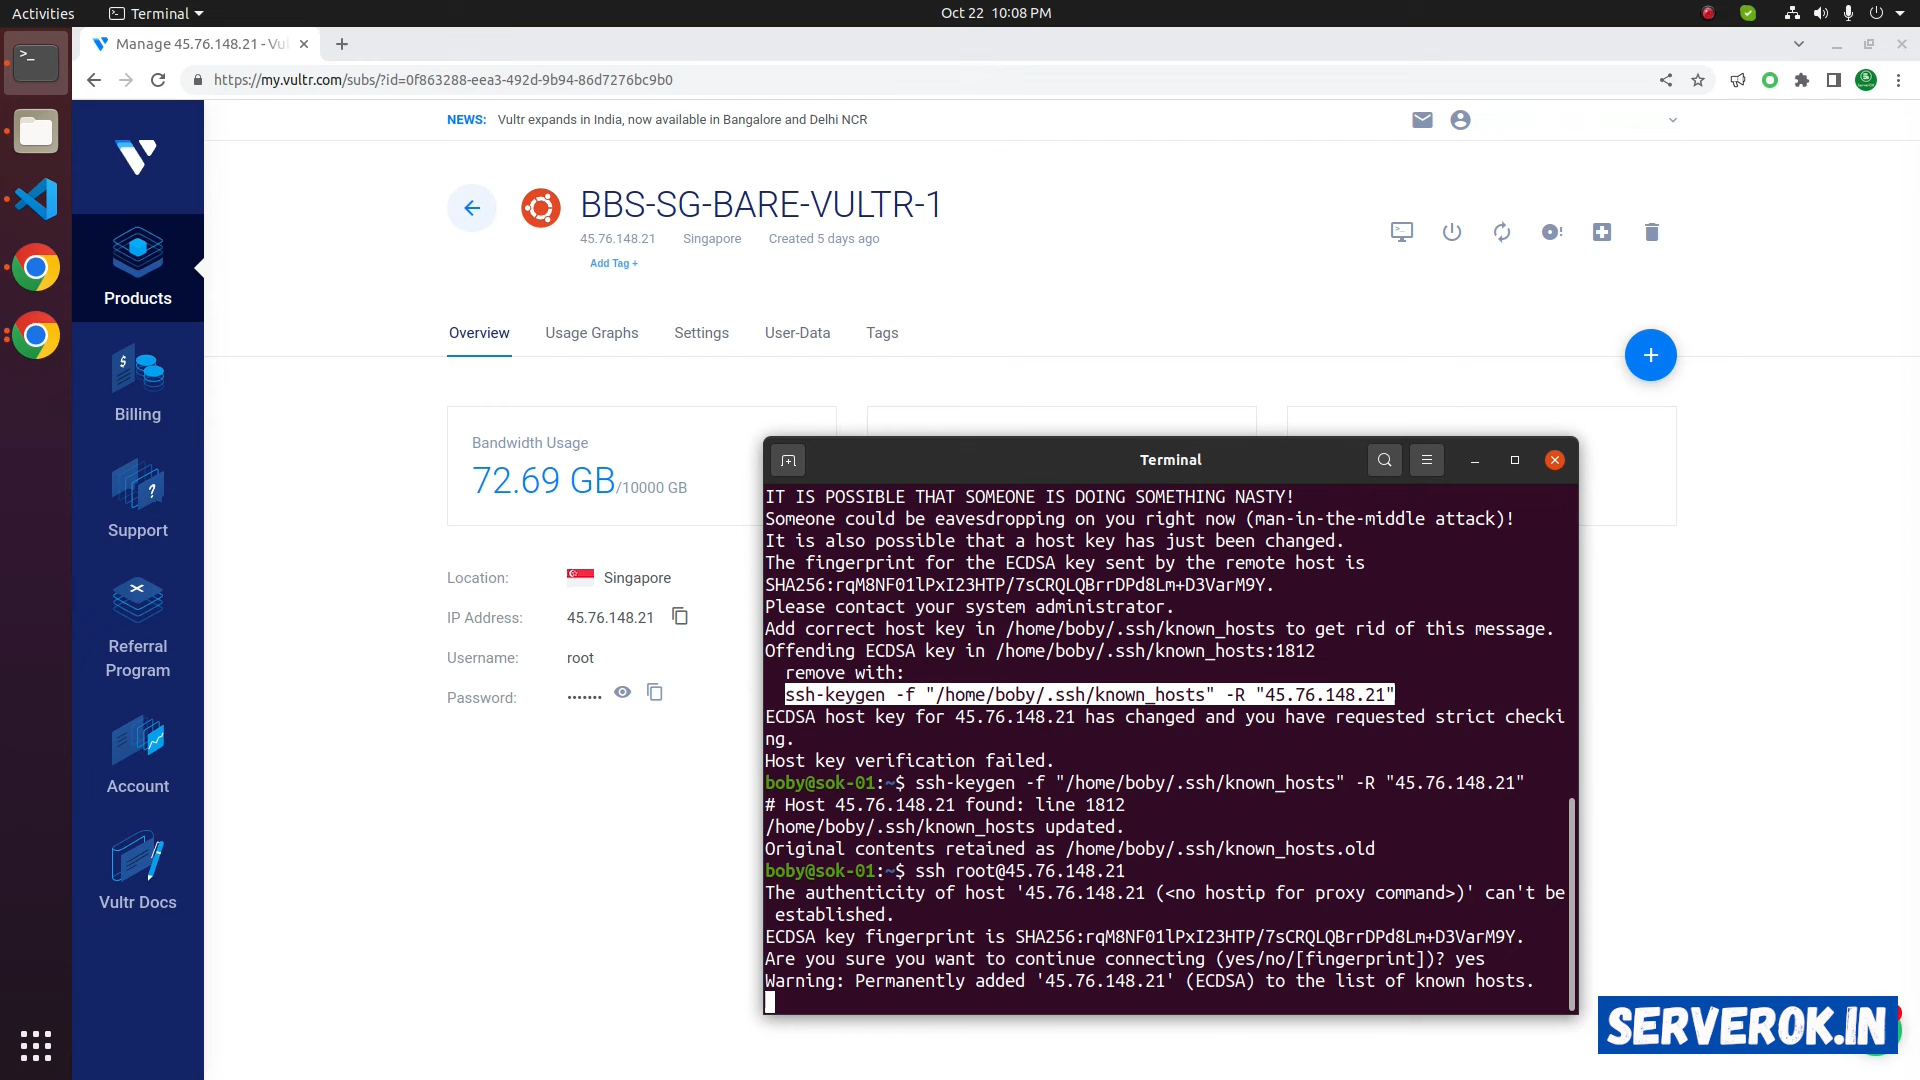 Activities
Terminal
Oct 22 10:08 PM
Manage 45.76.148.21 - Vu
https://my.vultr.com/subs/?id=0f863288-eea3-492d-9b94-86d7276bc9b0
NEWS: Vultr expands in India, now available in Bangalore and Delhi NCR
BBS-SG-BARE-VULTR-1
45.76.148.21 Singapore Created 5 days ago
Add Tag +
Products
Billing
Support
Referral
Program
Account
Vultr Docs
Overview Usage Graphs Settings User-Data Tags
Bandwidth Usage
72.69 GB/10000 GB
Location: Singapore
IP Address: 45.76.148.21
Username: root
Password: •••••••
Terminal
IT IS POSSIBLE THAT SOMEONE IS DOING SOMETHING NASTY!
Someone could be eavesdropping on you right now (man-in-the-middle attack)!
It is also possible that a host key has just been changed.
The fingerprint for the ECDSA key sent by the remote host is
SHA256:rqM8NF01lPxI23HTP/7sCRQLQBrrDPd8Lm+D3VarM9Y.
Please contact your system administrator.
Add correct host key in /home/boby/.ssh/known_hosts to get rid of this message.
Offending ECDSA key in /home/boby/.ssh/known_hosts:1812
remove with:
ssh-keygen -f "/home/boby/.ssh/known_hosts" -R "45.76.148.21"
ECDSA host key for 45.76.148.21 has changed and you have requested strict checki
ng.
Host key verification failed.
boby@sok-01:~$ ssh-keygen -f "/home/boby/.ssh/known_hosts" -R "45.76.148.21"
# Host 45.76.148.21 found: line 1812
/home/boby/.ssh/known_hosts updated.
Original contents retained as /home/boby/.ssh/known_hosts.old
boby@sok-01:~$ ssh root@45.76.148.21
The authenticity of host '45.76.148.21 (<no hostip for proxy command>)' can't be
established.
ECDSA key fingerprint is SHA256:rqM8NF01lPxI23HTP/7sCRQLQBrrDPd8Lm+D3VarM9Y.
Are you sure you want to continue connecting (yes/no/[fingerprint])? yes
Warning: Permanently added '45.76.148.21' (ECDSA) to the list of known hosts.
SERVEROK.IN